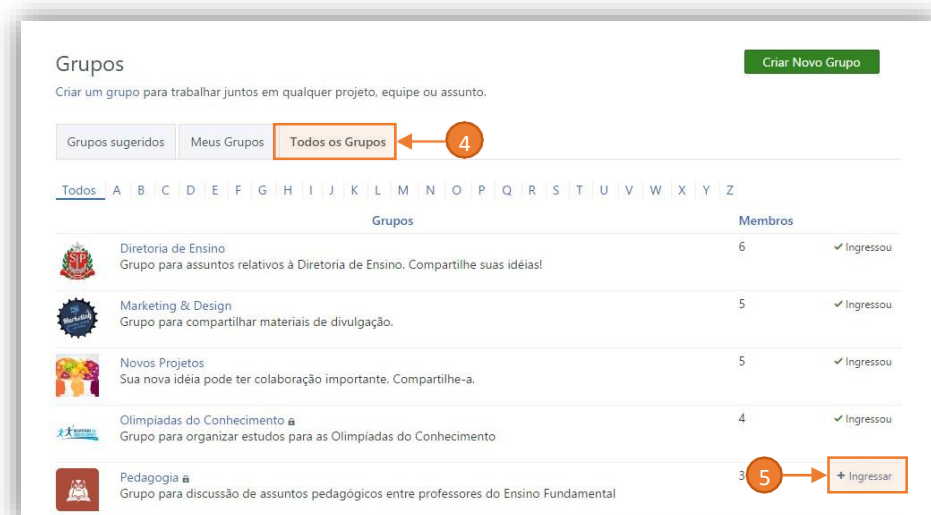 Grupos
Criar Novo Grupo
Criar um grupo para trabalhar juntos em qualquer projeto, equipe ou assunto.
Grupos sugeridos Meus Grupos Todos os Grupos 4
Todos A B C D E F G H I J K L M N O P Q R S T U V W X Y Z
Grupos Membros
Diretoria de Ensino 6 Ingressou
Grupo para assuntos relativos à Diretoria de Ensino. Compartilhe suas idéias!
Marketing & Design 5 Ingressou
Grupo para compartilhar materiais de divulgação.
Novos Projetos 5 Ingressou
Sua nova idéia pode ter colaboração importante. Compartilhe-a.
Olimpíadas do Conhecimento 4 Ingressou
Grupo para organizar estudos para as Olimpíadas do Conhecimento
Pedagogia 3 5 + Ingressar
Grupo para discussão de assuntos pedagógicos entre professores do Ensino Fundamental